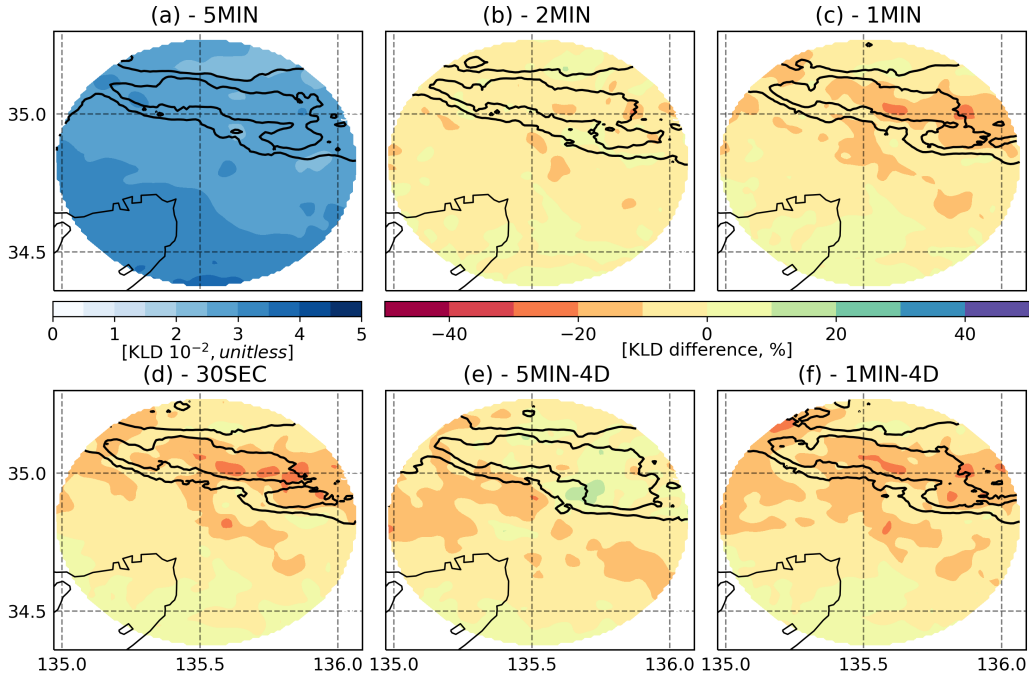 (a) - 5MIN
(b) - 2MIN
(c) - 1MIN
35.0
34.5
0 1 2 3 4 5
[KLD 10⁻², unitless]
−40 −20 0 20 40
[KLD difference, %]
(d) - 30SEC
(e) - 5MIN-4D
(f) - 1MIN-4D
35.0
34.5
135.0 135.5 136.0
135.0 135.5 136.0
135.0 135.5 136.0